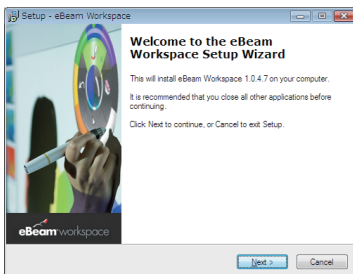 Setup - eBeam Workspace
Welcome to the eBeam
Workspace Setup Wizard
This will install eBeam Workspace 1.0.4.7 on your computer.
It is recommended that you close all other applications before
continuing.
Click Next to continue, or Cancel to exit Setup.
eBeam workspace
Next >
Cancel